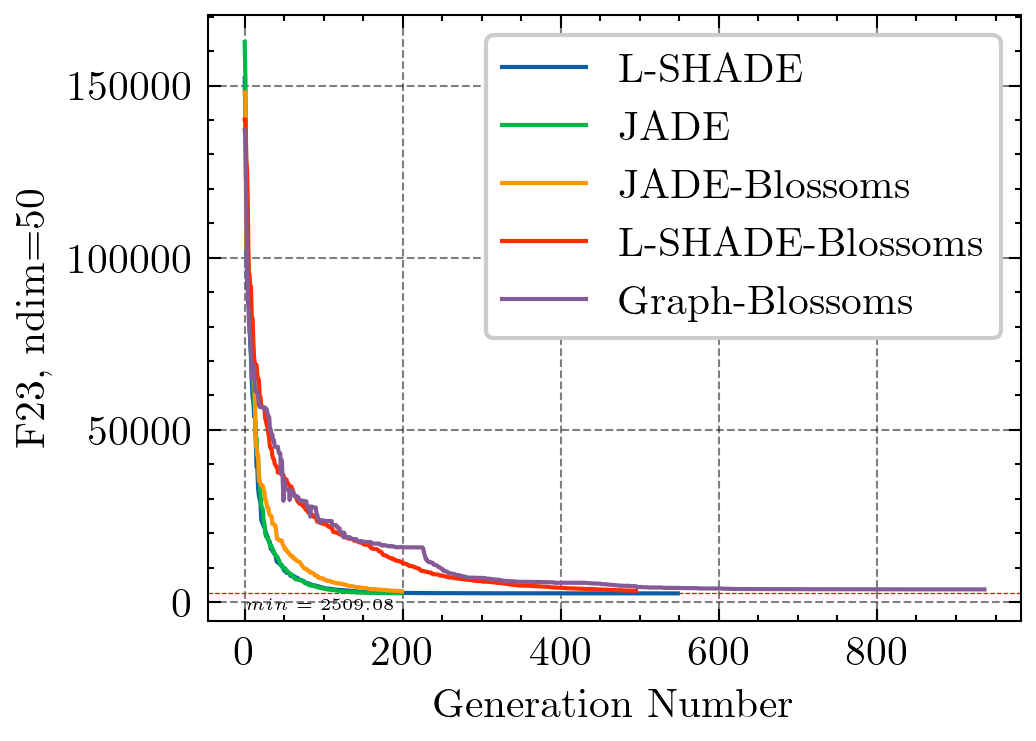 150000
100000
50000
0
F23, ndim=50
L-SHADE
JADE
JADE-Blossoms
L-SHADE-Blossoms
Graph-Blossoms
min = 2509.08
0 200 400 600 800
Generation Number